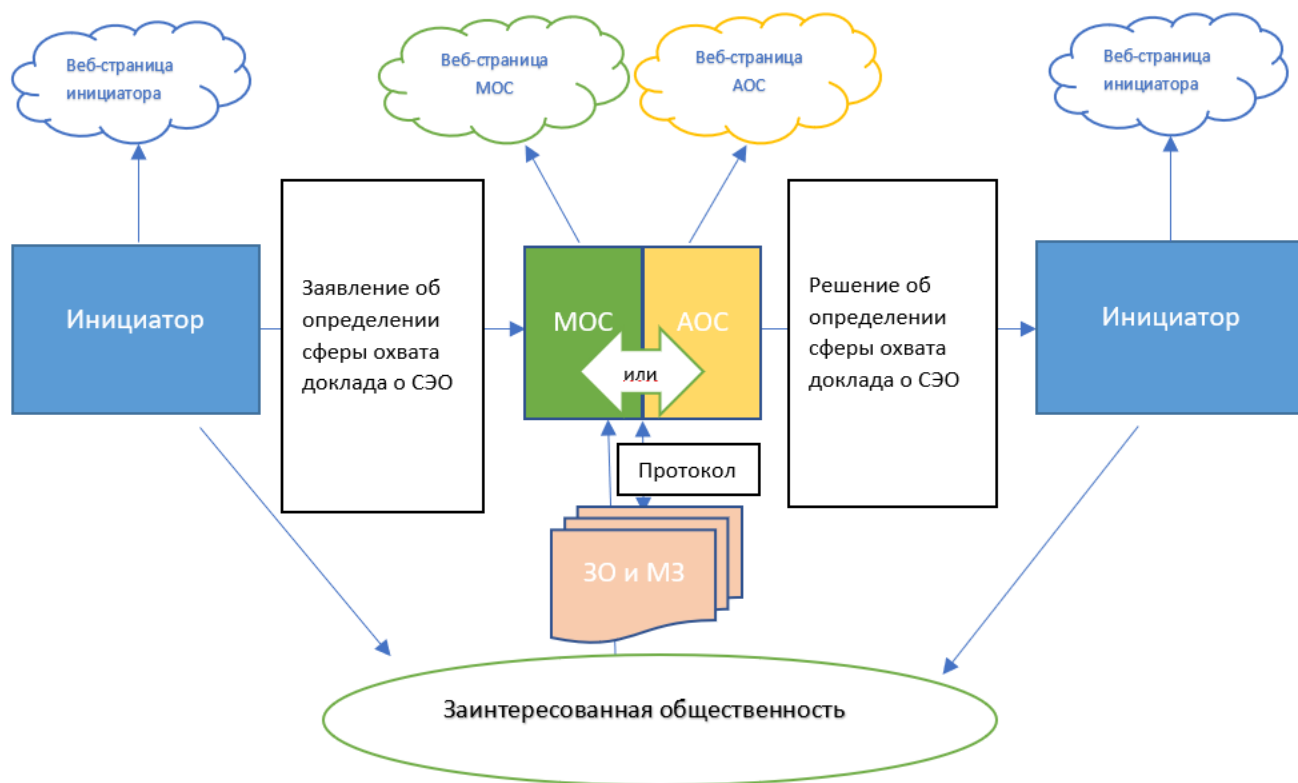 Веб-страница
инициатора
Веб-страница
МОС
Веб-страница
АОС
Веб-страница
инициатора
Инициатор
Заявление об
определении
сферы охвата
доклада о СЭО
МОС
АОС
или
Решение об
определении
сферы охвата
доклада о СЭО
Инициатор
Протокол
ЗО и МЗ
Заинтересованная общественность